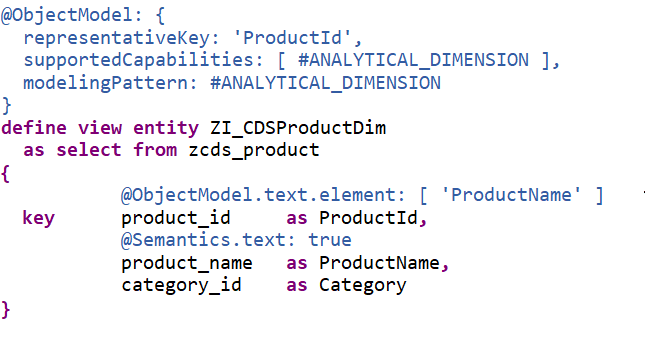 @ObjectModel: {
  representativeKey: 'ProductId',
  supportedCapabilities: [ #ANALYTICAL_DIMENSION ],
  modelingPattern: #ANALYTICAL_DIMENSION
}
define view entity ZI_CDSProductDim
  as select from zcds_product
{
           @ObjectModel.text.element: [ 'ProductName' ]
  key      product_id     as ProductId,
           @Semantics.text: true
           product_name   as ProductName,
           category_id    as Category
}